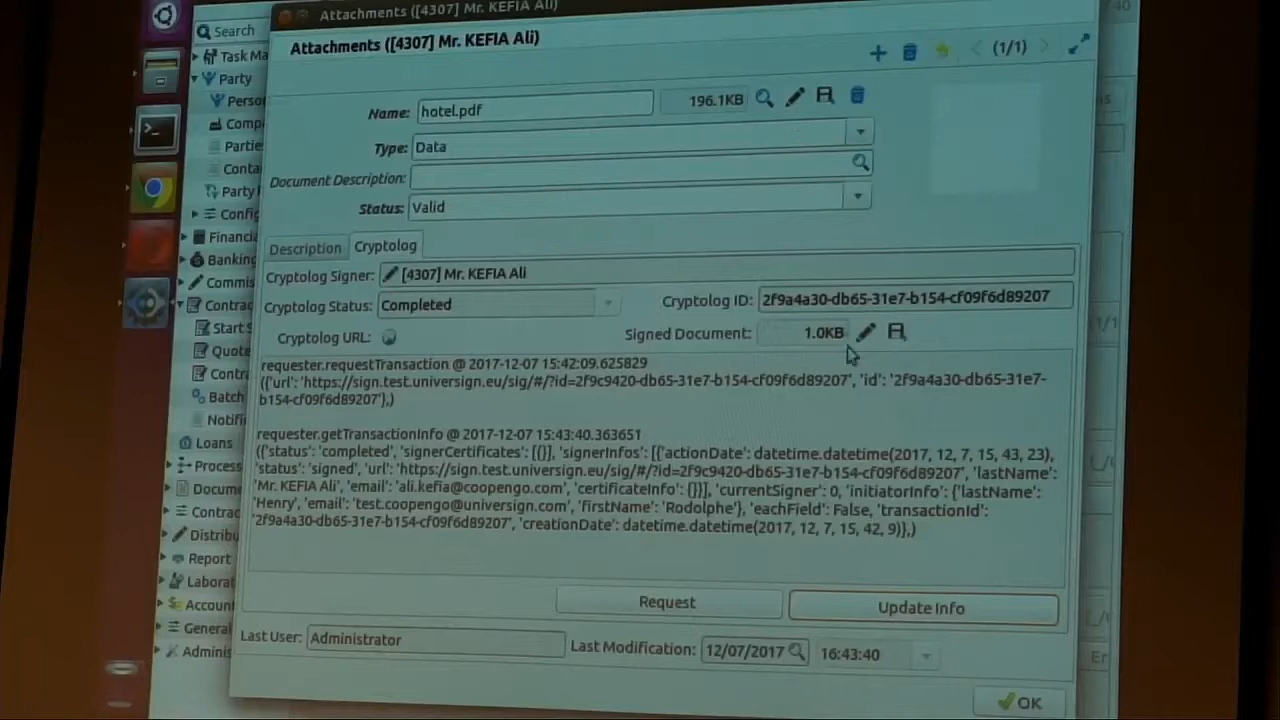 Attachments ([4307] Mr. KEFIA Ali)
Attachments ([4307] Mr. KEFIA Ali)
(1/1)
Search
Task Ma
Party
Person
Comp
Parties
Conta
Party
Config
Financia
Banking
Commis
Contrac
Start S
Quote
Contra
Batch
Notifi
Loans
Process
Docume
Contrac
Distribu
Report
Laborat
Account
General
Adminis
Name: hotel.pdf 196.1KB
Type: Data
Document Description:
Status: Valid
Description Cryptolog
Cryptolog Signer: [4307] Mr. KEFIA Ali
Cryptolog Status: Completed Cryptolog ID: 2f9a4a30-db65-31e7-b154-cf09f6d89207
Cryptolog URL: Signed Document: 1.0KB
requester.requestTransaction @ 2017-12-07 15:42:09.625829
({'url': 'https://sign.test.universign.eu/sig/#/?id=2f9c9420-db65-31e7-b154-cf09f6d89207', 'id': '2f9a4a30-db65-31e7-
b154-cf09f6d89207'},)
requester.getTransactionInfo @ 2017-12-07 15:43:40.363651
({'status': 'completed', 'signerCertificates': [{}], 'signerInfos': [{'actionDate': datetime.datetime(2017, 12, 7, 15, 43, 23),
'status': 'signed', 'url': 'https://sign.test.universign.eu/sig/#/?id=2f9c9420-db65-31e7-b154-cf09f6d89207', 'lastName':
'Mr. KEFIA Ali', 'email': 'ali.kefia@coopengo.com', 'certificateInfo': {}}], 'currentSigner': 0, 'initiatorInfo': {'lastName':
'Henry', 'email': 'test.coopengo@universign.com', 'firstName': 'Rodolphe'}, 'eachField': False, 'transactionId':
'2f9a4a30-db65-31e7-b154-cf09f6d89207', 'creationDate': datetime.datetime(2017, 12, 7, 15, 42, 9)},)
Request Update Info
Last User: Administrator Last Modification: 12/07/2017 16:43:40
OK